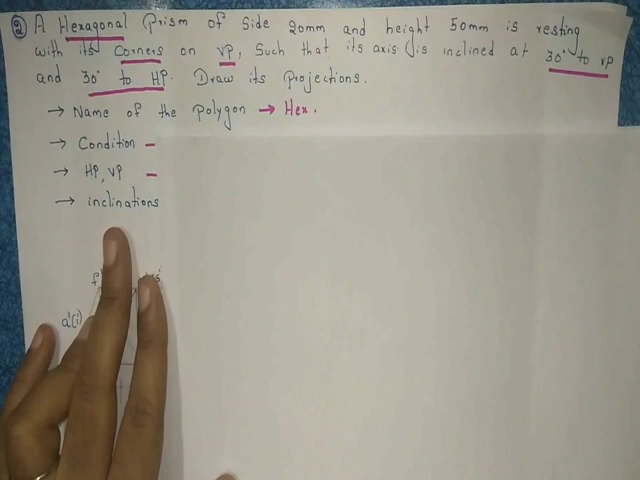 ② A Hexagonal Prism of Side 20mm and height 50mm is resting
with its Corners on VP, Such that its axis is inclined at 30° to VP
and 30° to HP. Draw its Projections.
→ Name of the Polygon → Hex.
→ Condition -
→ HP, VP -
→ inclinations
a'(i)